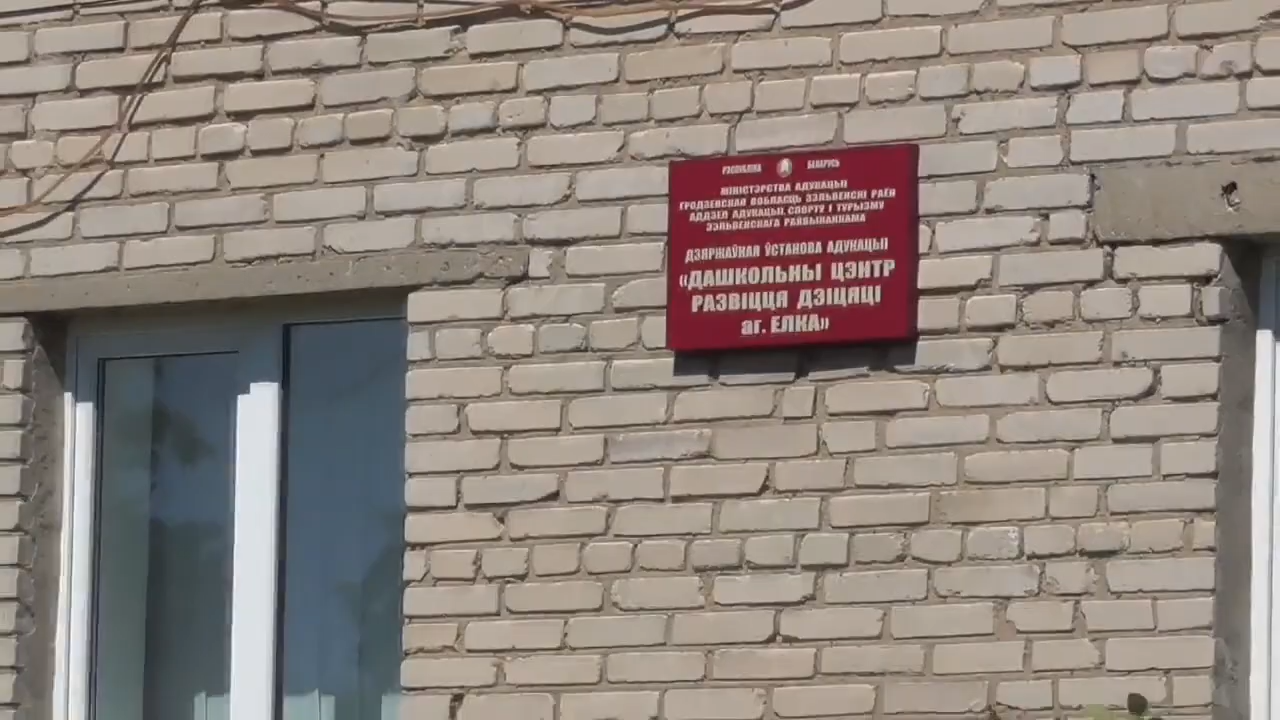 РЭСПУБЛІКА БЕЛАРУСЬ
МІНІСТЭРСТВА АДУКАЦЫІ
ГРОДЗЕНСКАЯ ВОБЛАСЦЬ ЗЭЛЬВЕНСКІ РАЁН
АДДЗЕЛ АДУКАЦЫІ, СПОРТУ І ТУРЫЗМУ
ЗЭЛЬВЕНСКАГА РАЙВЫКАНКАМА
ДЗЯРЖАЎНАЯ ЎСТАНОВА АДУКАЦЫІ
«ДАШКОЛЬНЫ ЦЭНТР
РАЗВІЦЦЯ ДЗІЦЯЦІ
аг. ЕЛКА»